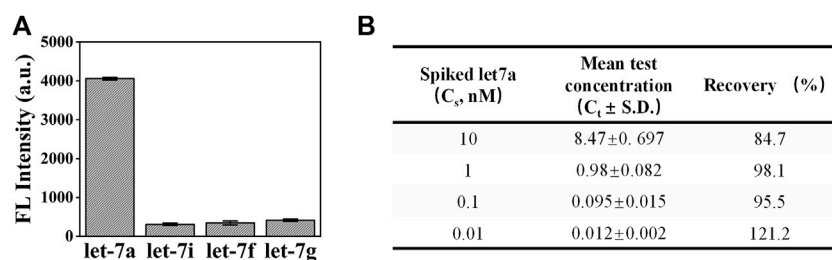 A
FL Intensity (a.u.)
5000
4000
3000
2000
1000
0
let-7a let-7i let-7f let-7g
B
Spiked let7a
(Cs, nM)
Mean test
concentration
(Ct ± S.D.)
Recovery (%)
10 8.47±0. 697 84.7
1 0.98±0.082 98.1
0.1 0.095±0.015 95.5
0.01 0.012±0.002 121.2